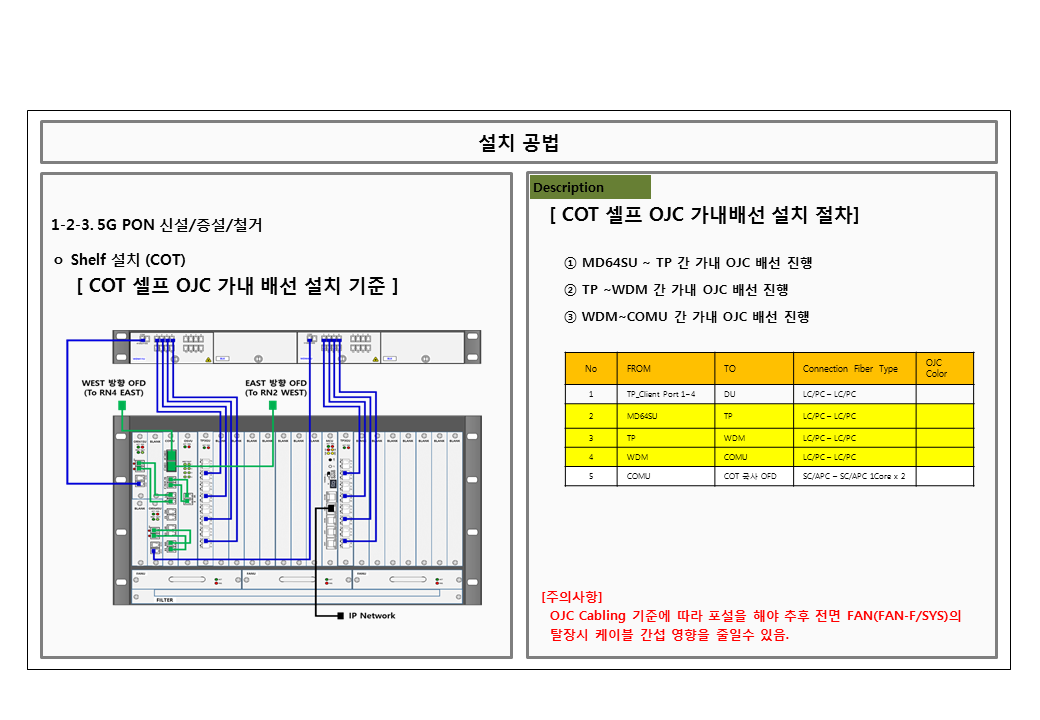 설치 공법
1-2-3. 5G PON 신설/증설/철거
ㅇ Shelf 설치 (COT)
[ COT 셀프 OJC 가내 배선 설치 기준 ]
WEST 방향 OFD
(To RN4 EAST)
EAST 방향 OFD
(To RN2 WEST)
FILTER
IP Network
Description
[ COT 셀프 OJC 가내배선 설치 절차]
① MD64SU ~ TP 간 가내 OJC 배선 진행
② TP ~WDM 간 가내 OJC 배선 진행
③ WDM~COMU 간 가내 OJC 배선 진행
No FROM TO Connection Fiber Type OJC Color
1 TP_Client Port 1~4 DU LC/PC – LC/PC
2 MD64SU TP LC/PC – LC/PC
3 TP WDM LC/PC – LC/PC
4 WDM COMU LC/PC – LC/PC
5 COMU COT 국사 OFD SC/APC – SC/APC 1Core x 2
[주의사항]
OJC Cabling 기준에 따라 포설을 해야 추후 전면 FAN(FAN-F/SYS)의
탈장시 케이블 간섭 영향을 줄일수 있음.